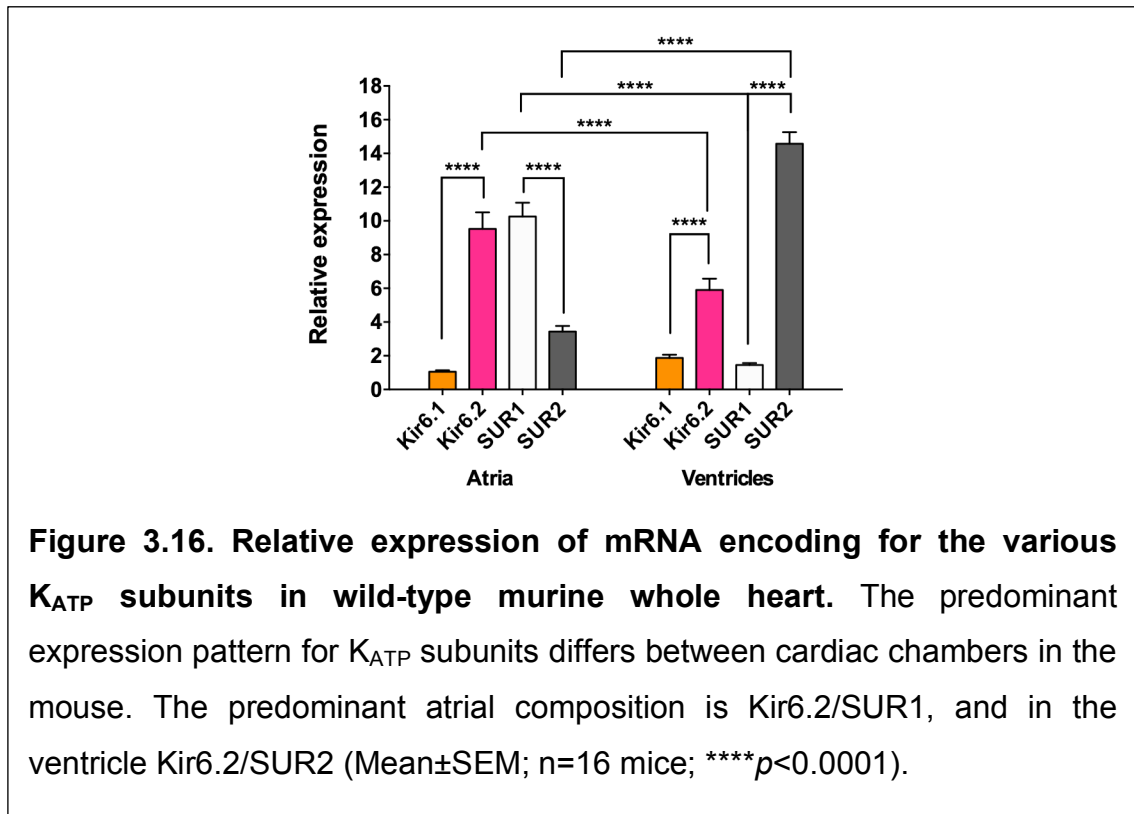 ****
****
****
****
****
****
****
18
16
14
12
10
8
6
4
2
0
Relative expression
Kir6.1
Kir6.2
SUR1
SUR2
Kir6.1
Kir6.2
SUR1
SUR2
Atria
Ventricles
Figure 3.16. Relative expression of mRNA encoding for the various
KATP subunits in wild-type murine whole heart. The predominant
expression pattern for KATP subunits differs between cardiac chambers in the
mouse. The predominant atrial composition is Kir6.2/SUR1, and in the
ventricle Kir6.2/SUR2 (Mean±SEM; n=16 mice; ****p<0.0001).